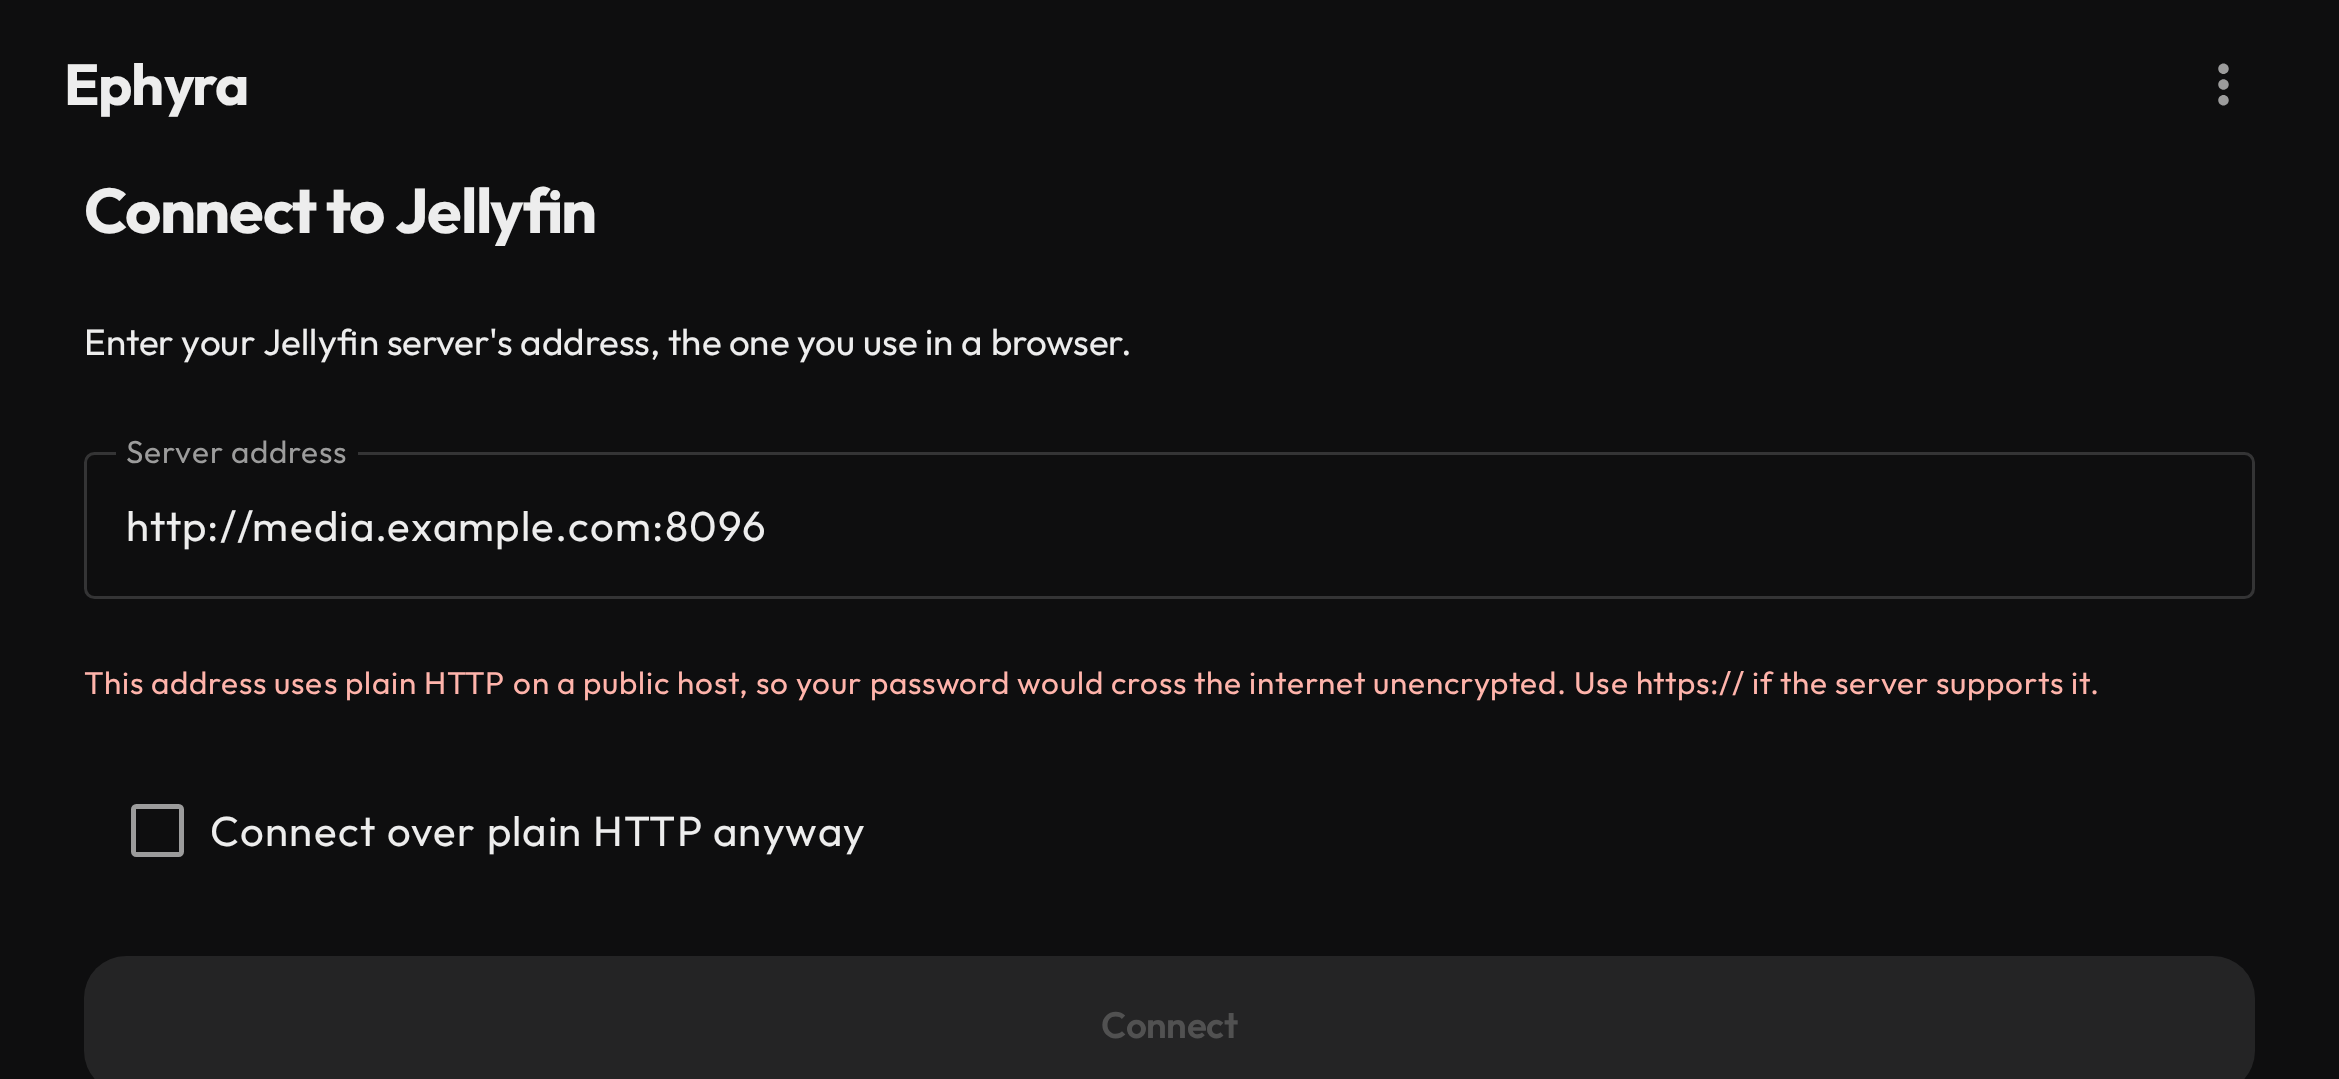 Ephyra
Connect to Jellyfin
Enter your Jellyfin server's address, the one you use in a browser.
Server address
http://media.example.com:8096
This address uses plain HTTP on a public host, so your password would cross the internet unencrypted. Use https:// if the server supports it.
Connect over plain HTTP anyway
Connect